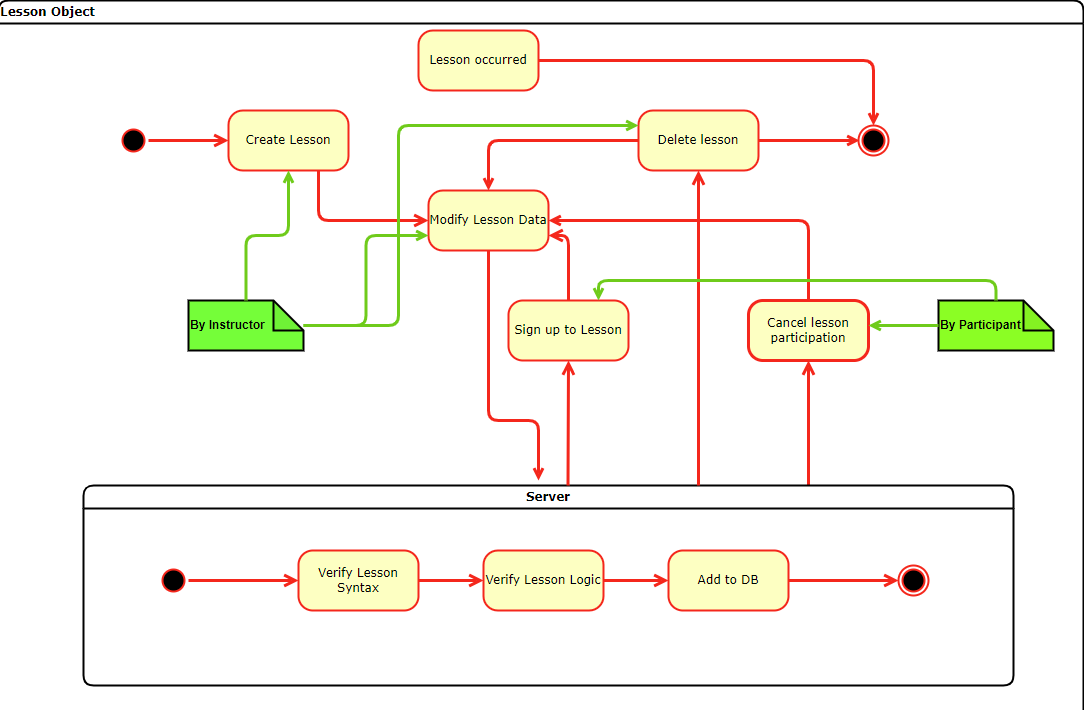 Lesson Object
Lesson occurred
Create Lesson
Delete lesson
Modify Lesson Data
By Instructor
Sign up to Lesson
Cancel lesson
participation
By Participant
Server
Verify Lesson
Syntax
Verify Lesson Logic
Add to DB